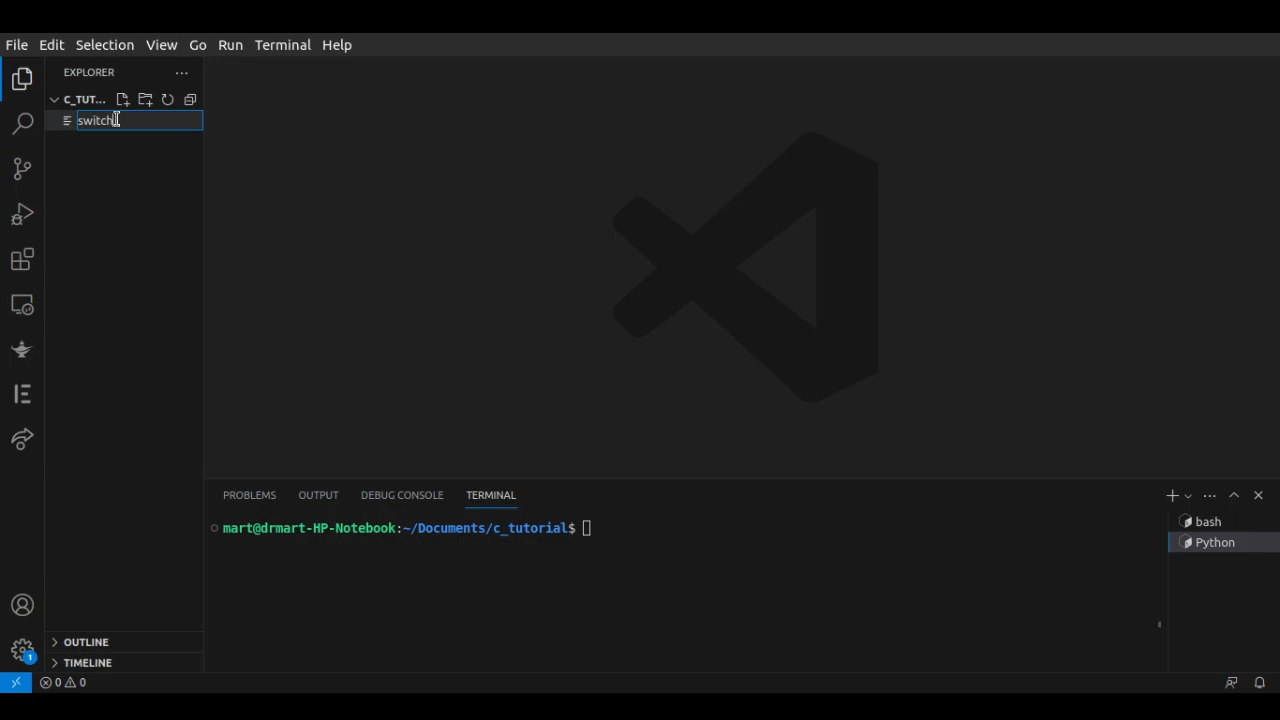 File Edit Selection View Go Run Terminal Help
EXPLORER
C_TUT...
switch
PROBLEMS OUTPUT DEBUG CONSOLE TERMINAL
mart@drmart-HP-Notebook:~/Documents/c_tutorial$
bash
Python
OUTLINE
TIMELINE
1
0 0